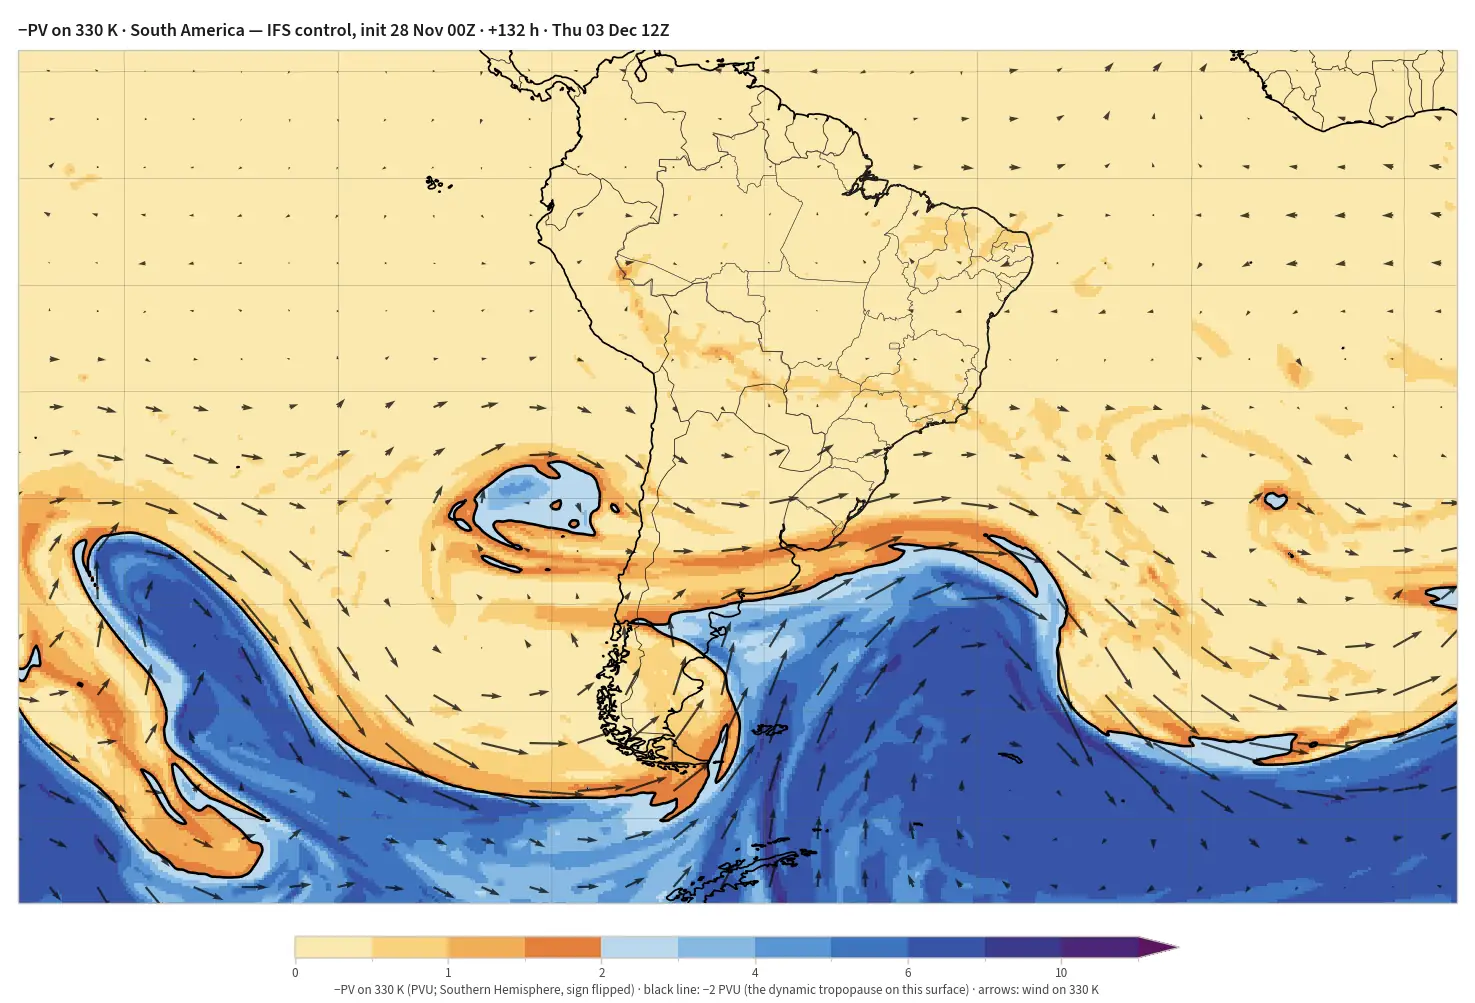 −PV on 330 K · South America — IFS control, init 28 Nov 00Z · +132 h · Thu 03 Dec 12Z
0 1 2 4 6 10
−PV on 330 K (PVU; Southern Hemisphere, sign flipped) · black line: −2 PVU (the dynamic tropopause on this surface) · arrows: wind on 330 K